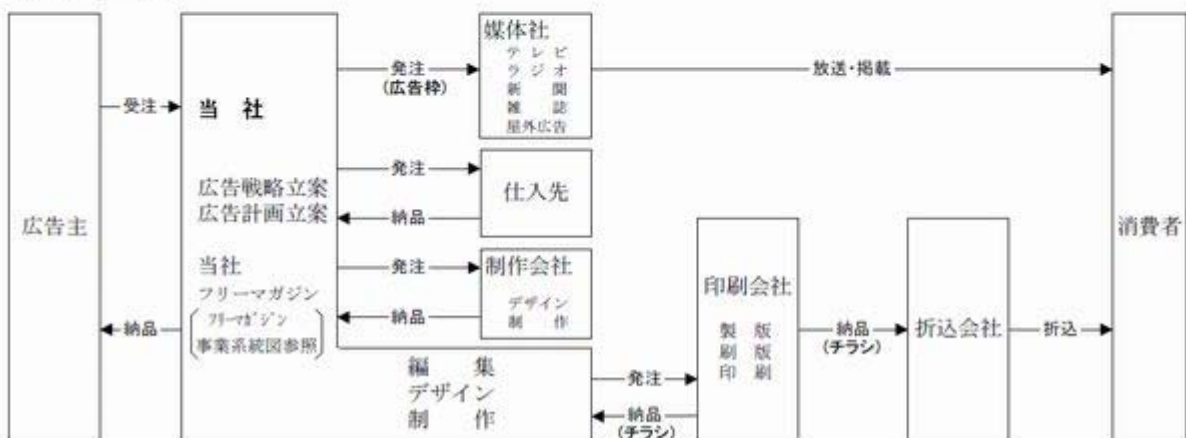 広告主
受注
納品
当 社
広告戦略立案
広告計画立案
当社
フリーマガジン
フリーマガジン
事業系統図参照
編 集
デザイン
制 作
発注
(広告枠)
媒体社
テ レ ビ
ラ ジ オ
新 聞
雑 誌
屋外広告
放送・掲載
発注
納品
仕入先
発注
納品
制作会社
デザイン
制 作
発注
納品
(チラシ)
印刷会社
製 版
刷 版
印 刷
納品
(チラシ)
折込会社
折込
消費者